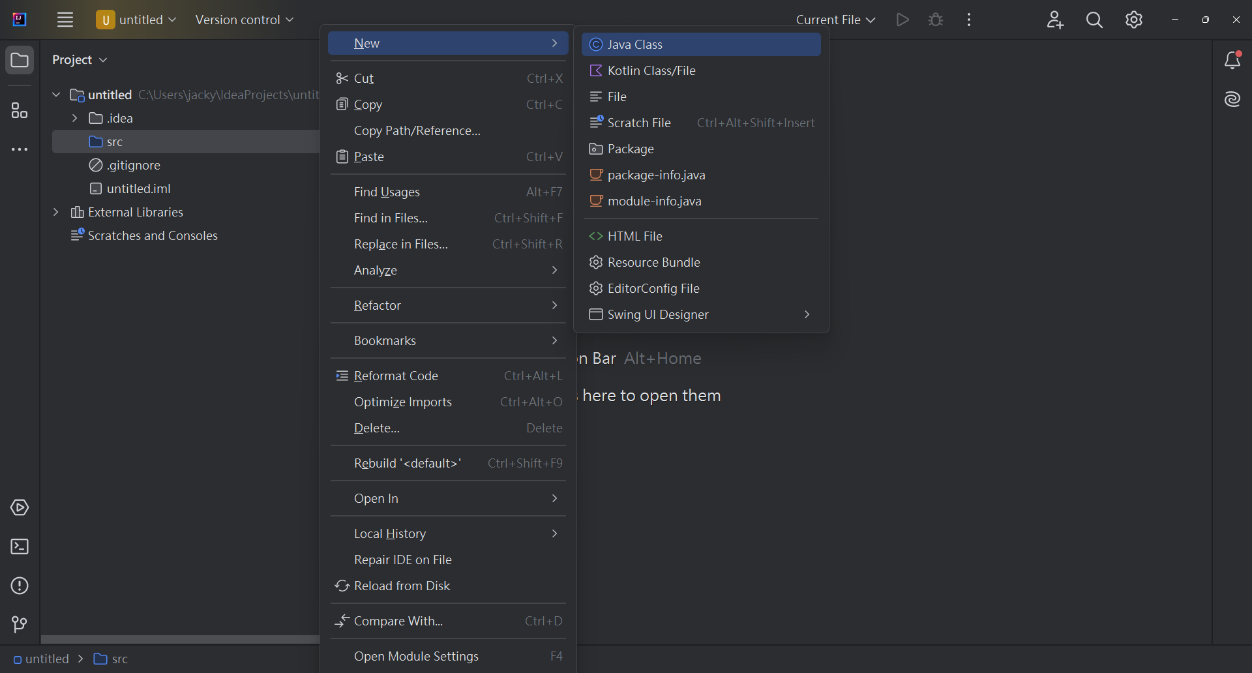 U untitled Version control Current File
Project
untitled C:\Users\jacky\IdeaProjects\untit
.idea
src
.gitignore
untitled.iml
External Libraries
Scratches and Consoles
New
Cut Ctrl+X
Copy Ctrl+C
Copy Path/Reference...
Paste Ctrl+V
Find Usages Alt+F7
Find in Files... Ctrl+Shift+F
Replace in Files... Ctrl+Shift+R
Analyze
Refactor
Bookmarks
Reformat Code Ctrl+Alt+L
Optimize Imports Ctrl+Alt+O
Delete... Delete
Rebuild '<default>' Ctrl+Shift+F9
Open In
Local History
Repair IDE on File
Reload from Disk
Compare With... Ctrl+D
Open Module Settings F4
Java Class
Kotlin Class/File
File
Scratch File Ctrl+Alt+Shift+Insert
Package
package-info.java
module-info.java
HTML File
Resource Bundle
EditorConfig File
Swing UI Designer
n Bar Alt+Home
here to open them
untitled > src